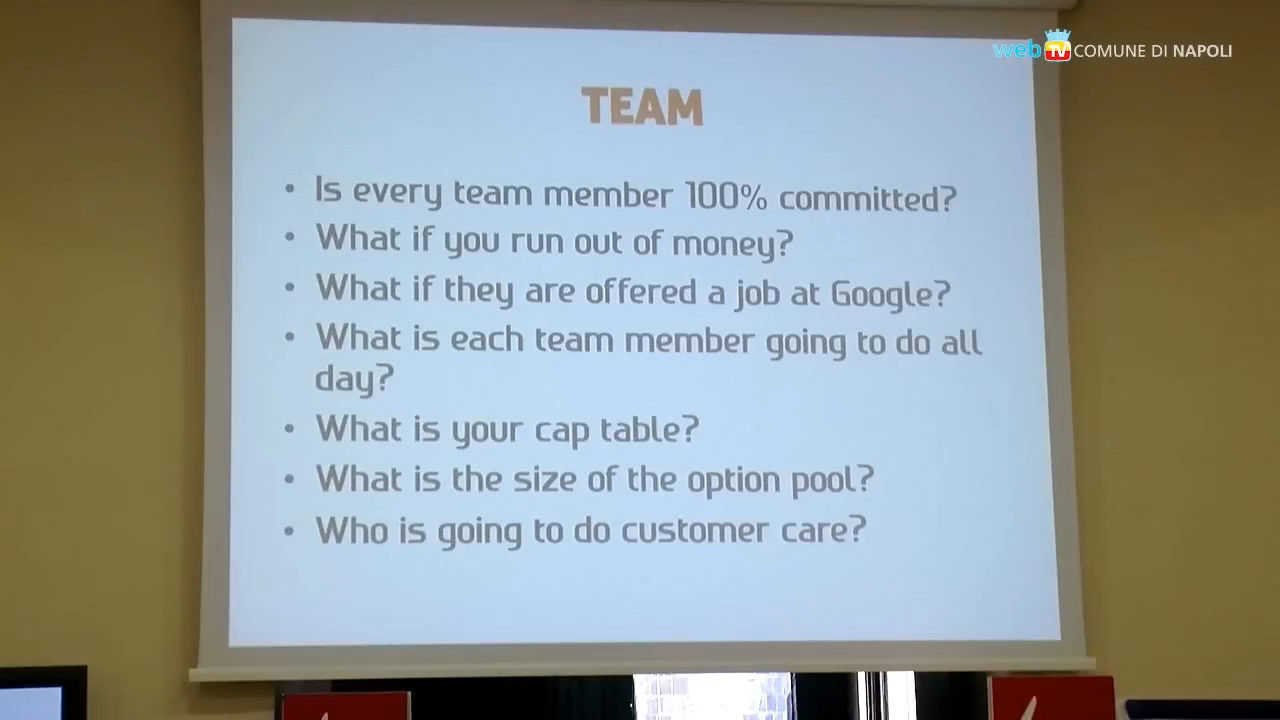 web TV COMUNE DI NAPOLI
TEAM
• Is every team member 100% committed?
• What if you run out of money?
• What if they are offered a job at Google?
• What is each team member going to do all
day?
• What is your cap table?
• What is the size of the option pool?
• Who is going to do customer care?